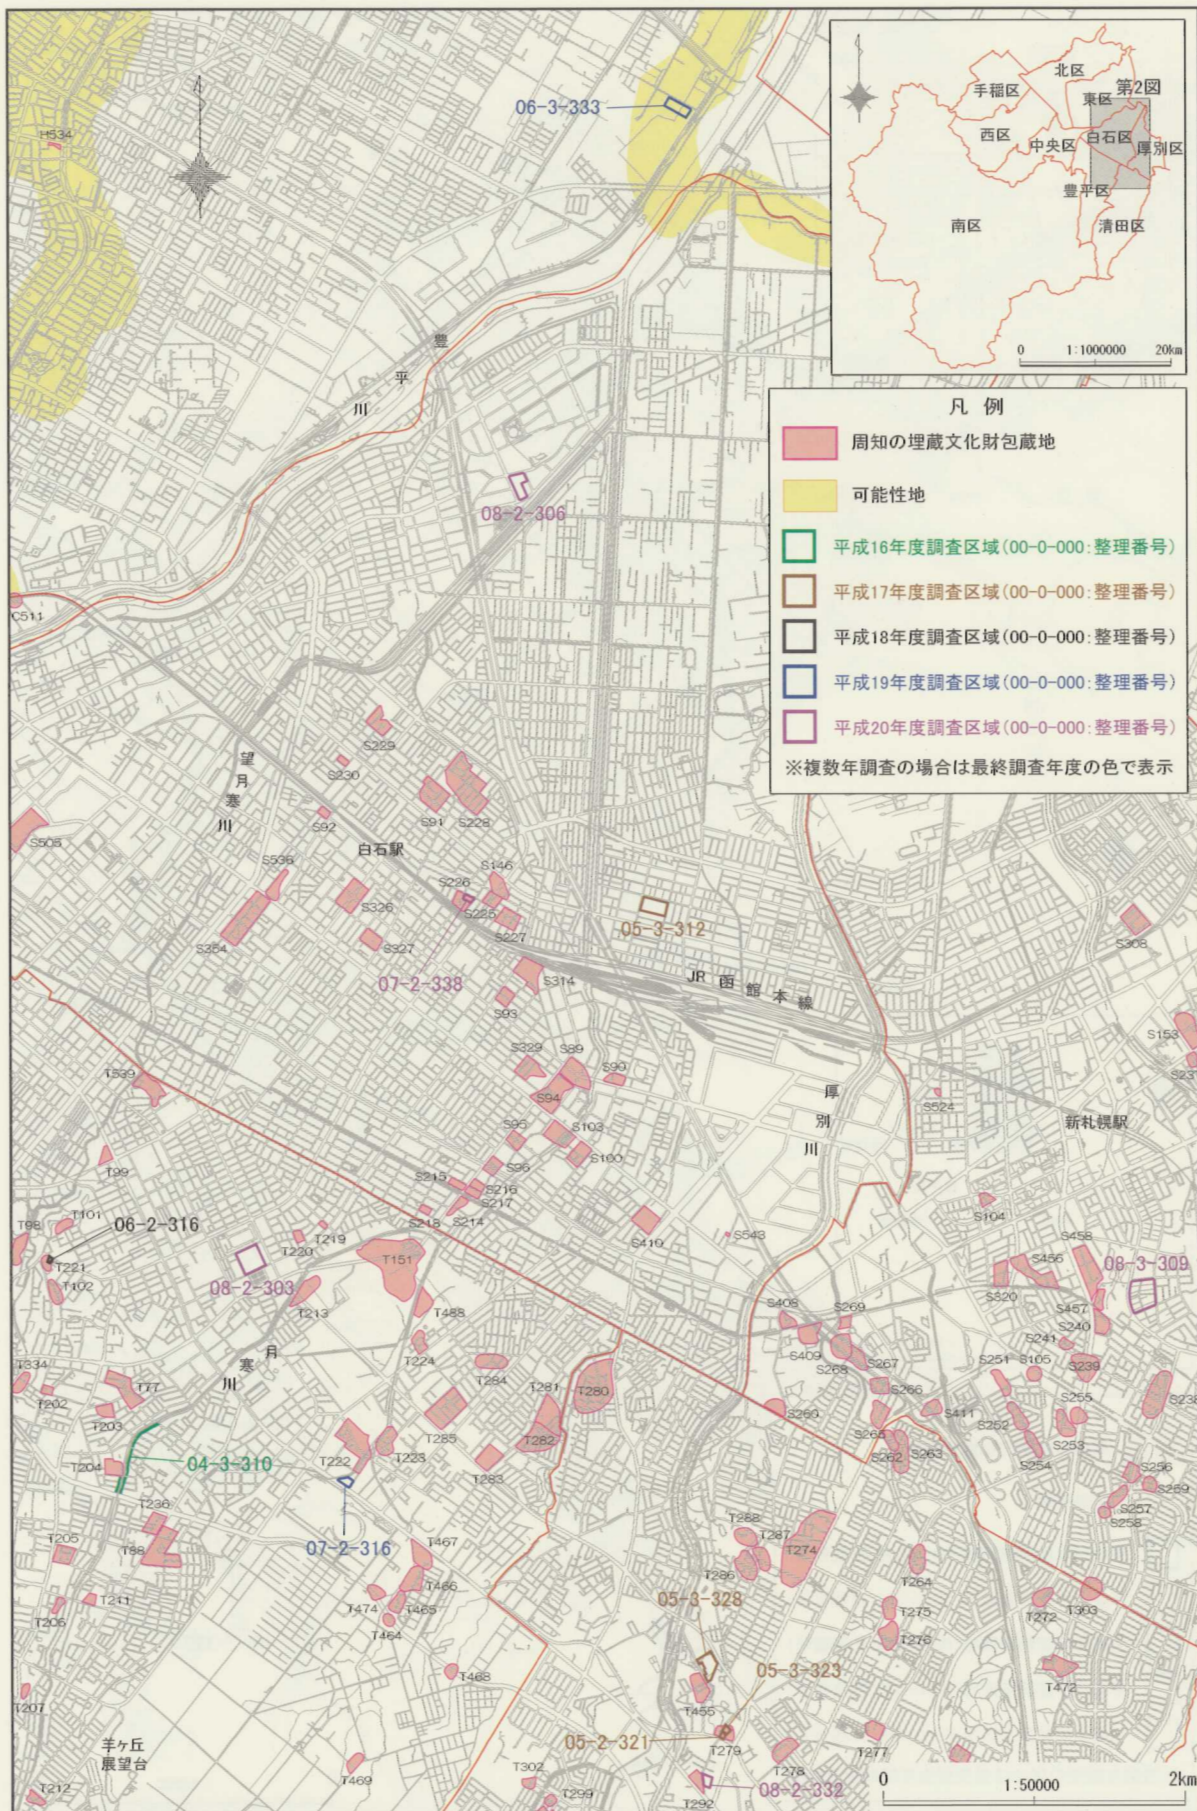 06-3-333
H534
手稲区
北区
東区
第2図
西区
中央区
白石区
厚別区
豊平区
南区
清田区
0 1:1000000 20km
凡例
周知の埋蔵文化財包蔵地
可能性地
平成16年度調査区域(00-0-000:整理番号)
平成17年度調査区域(00-0-000:整理番号)
平成18年度調査区域(00-0-000:整理番号)
平成19年度調査区域(00-0-000:整理番号)
平成20年度調査区域(00-0-000:整理番号)
※複数年調査の場合は最終調査年度の色で表示
豊平川
08-2-306
C511
望月寒川
S229
S230
S91
S228
S92
白石駅
S505
S536
S326
S354
S327
S146
S226
S225
S227
05-3-312
07-2-338
S314
S93
JR函館本線
S308
S153
S329
S89
S90
S94
T539
厚別川
S524
新札幌駅
S103
S95
S100
S96
T99
S215
S216
S217
S218
S214
S104
T98
T101
06-2-316
T221
T102
T220
T219
08-2-303
T151
T213
S410
S543
S458
S456
08-3-309
S320
S457
T488
T224
S408
S269
S240
S241
S409
S268
S267
S251
S105
S239
S238
T334
T202
T77
T203
月寒川
T284
T281
T280
T285
T282
S260
S266
S265
S411
S252
S255
S253
S262
S263
S254
T204
04-3-310
T222
T223
T283
S256
S259
S257
S258
T236
T205
T88
07-2-316
T467
T288
T287
T274
T286
T264
T211
T206
T474
T466
T465
T464
05-3-328
T275
T276
T272
T303
T468
05-3-323
T472
T207
T455
羊ヶ丘
展望台
05-2-321
T279
T277
T278
T469
T302
T299
08-2-332
T292
T212
0 1:50000 2km